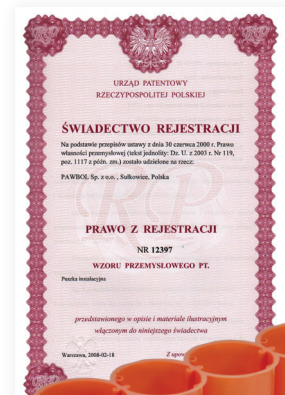 URZĄD PATENTOWY
RZECZYPOSPOLITEJ POLSKIEJ
ŚWIADECTWO REJESTRACJI
Na podstawie przepisów ustawy z dnia 30 czerwca 2000 r. Prawo
własności przemysłowej (tekst jednolity: Dz. U. z 2003 r. Nr 119,
poz. 1117 z późn. zm.) zostało udzielone na rzecz:
PAWBOL Sp. z o.o. , Sułkowice, Polska
RP
PRAWO Z REJESTRACJI
NR 12397
WZORU PRZEMYSŁOWEGO PT.
Puszka instalacyjna
przedstawionego w opisie i materiale ilustracyjnym
włączonym do niniejszego świadectwa
Warszawa, 2008-02-18
Z upow